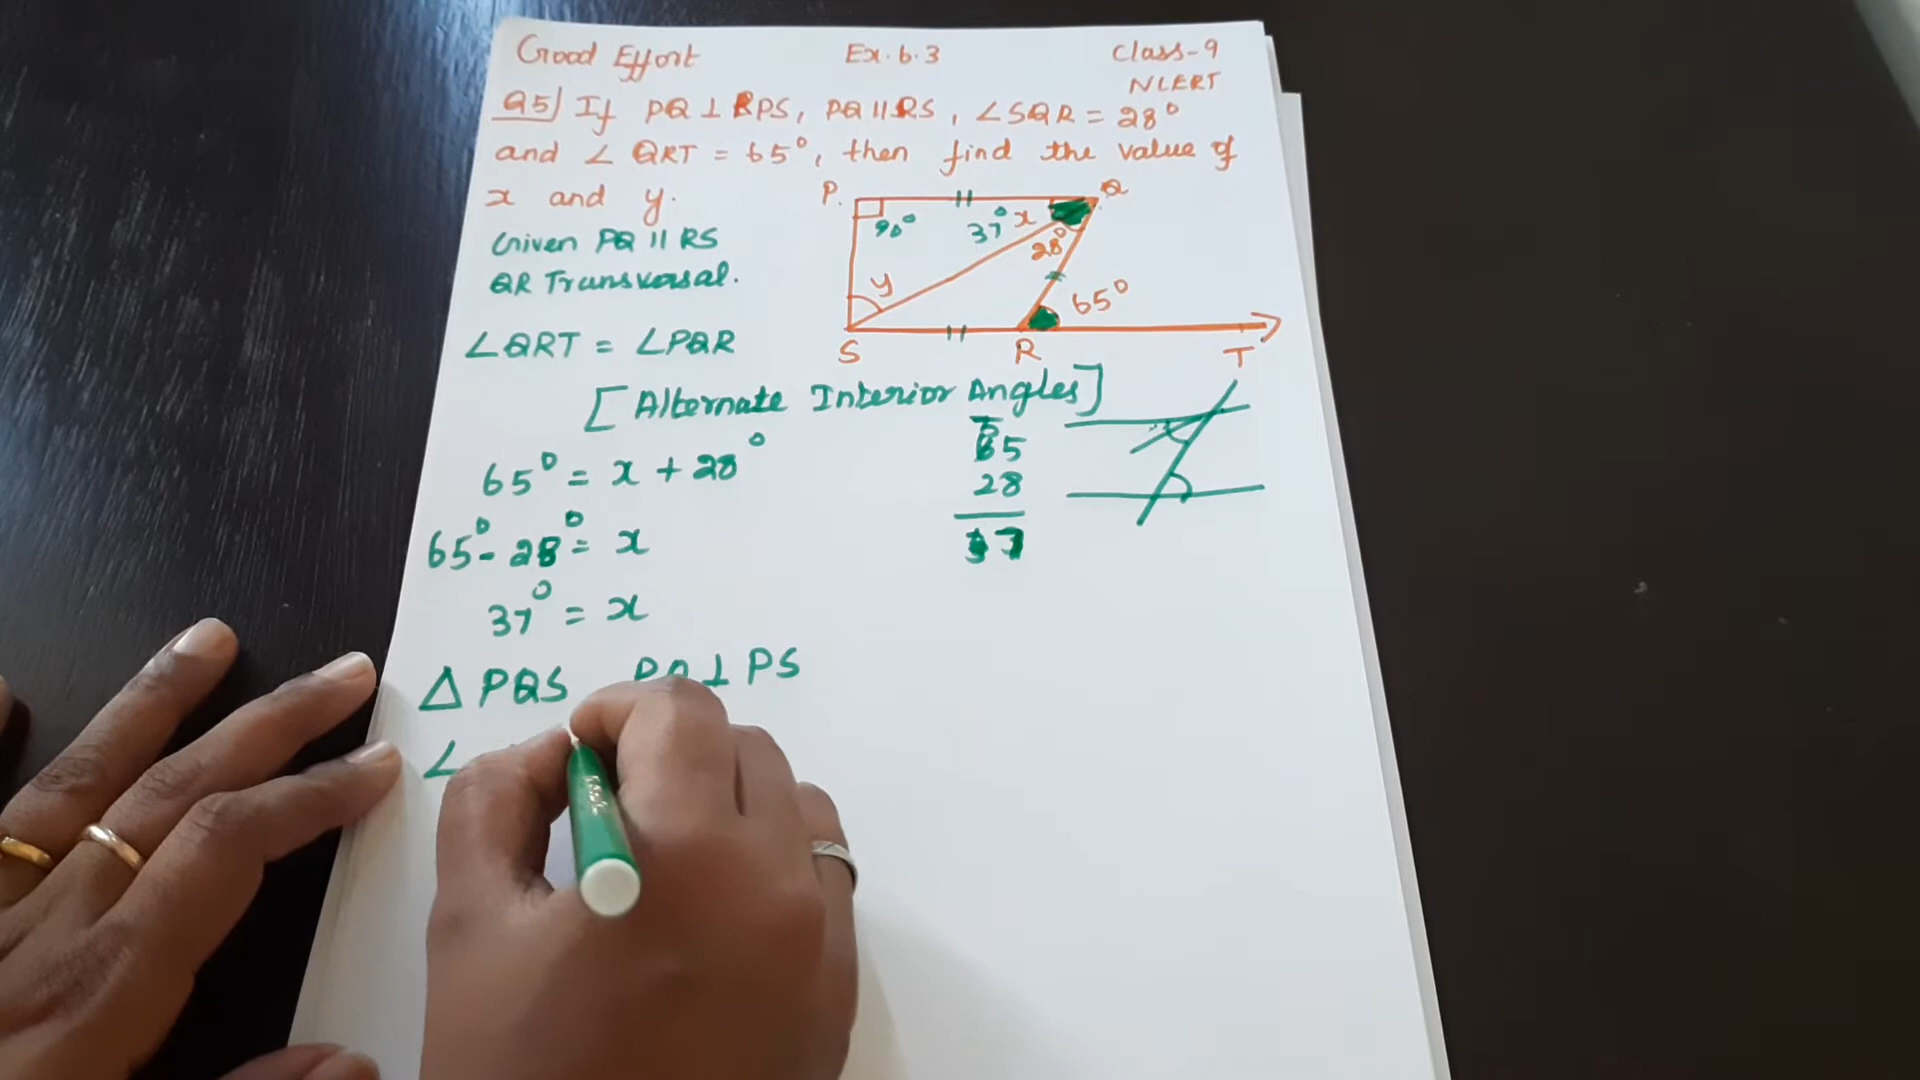 Good Effort Ex.6.3 Class-9
NCERT
Q5) If PQ ⊥ PS, PQ || RS, ∠SQR = 28°
and ∠ QRT = 65°, then find the value of
x and y.
P Q
90° 37° x
28°
y
65°
S R T
Given PQ || RS
QR Transversal.
∠QRT = ∠PQR
[Alternate Interior Angles]
65° = x + 28°
65° - 28° = x
37° = x
65
28
37
△ PQS PQ ⊥ PS
∠